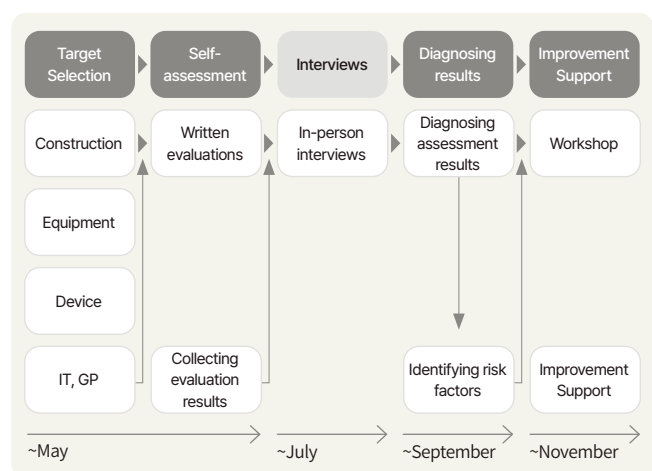 Target
Selection
Self-
assessment
Interviews
Diagnosing
results
Improvement
Support
Construction
Written
evaluations
In-person
interviews
Diagnosing
assessment
results
Workshop
Equipment
Device
IT, GP
Collecting
evaluation
results
Identifying risk
factors
Improvement
Support
~May
~July
~September
~November